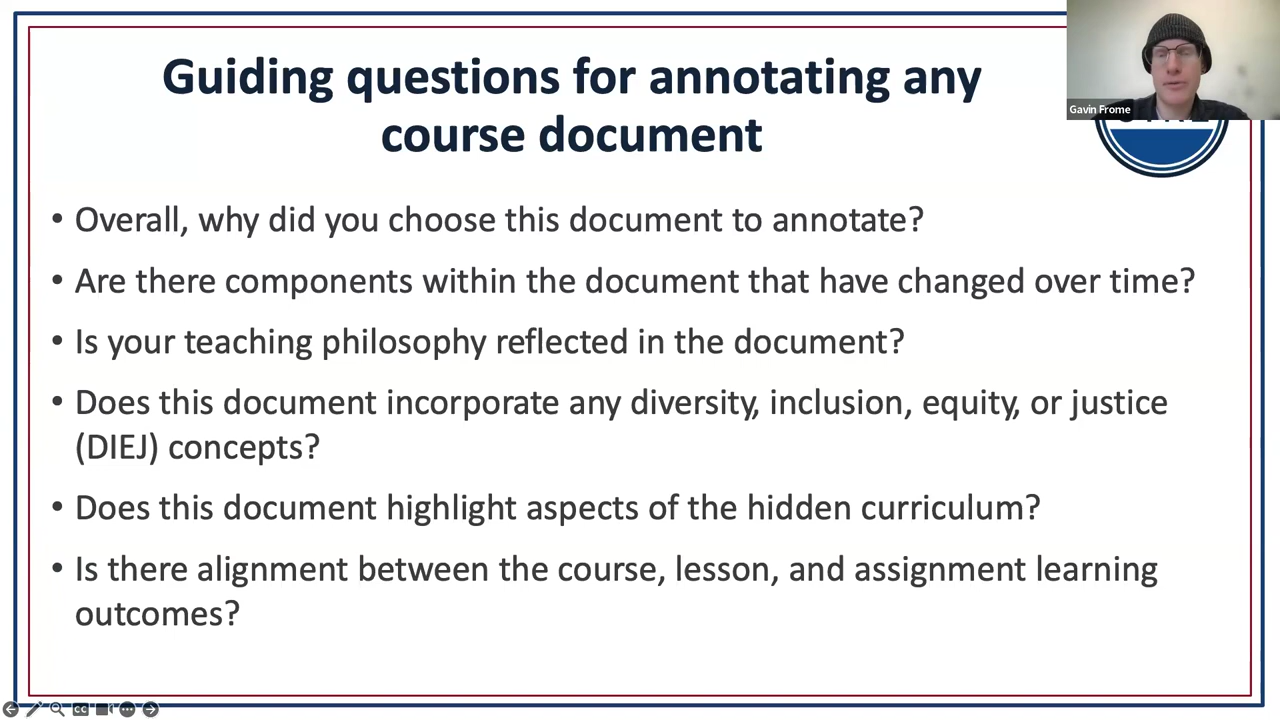 Guiding questions for annotating any
course document
Gavin Frome
• Overall, why did you choose this document to annotate?
• Are there components within the document that have changed over time?
• Is your teaching philosophy reflected in the document?
• Does this document incorporate any diversity, inclusion, equity, or justice
(DIEJ) concepts?
• Does this document highlight aspects of the hidden curriculum?
• Is there alignment between the course, lesson, and assignment learning
outcomes?
CC